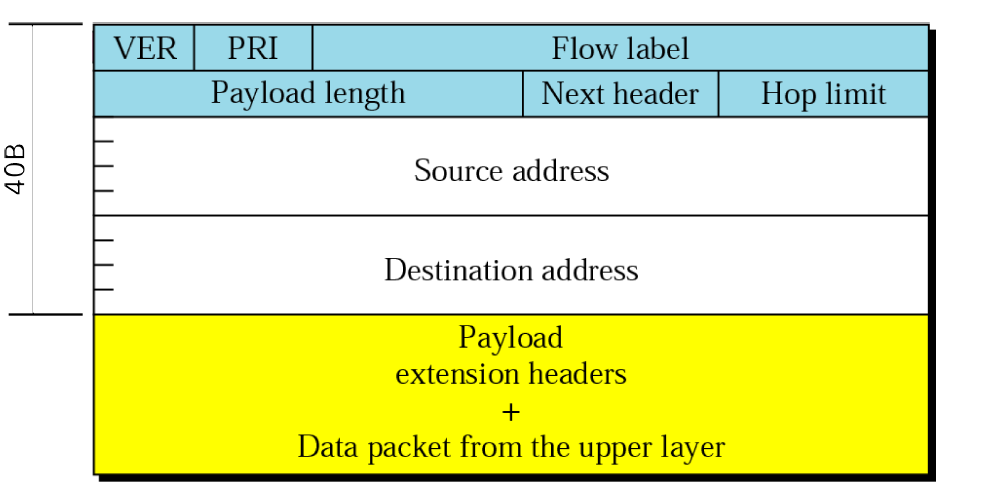 VER PRI Flow label
Payload length Next header Hop limit
40B
Source address
Destination address
Payload
extension headers
+
Data packet from the upper layer